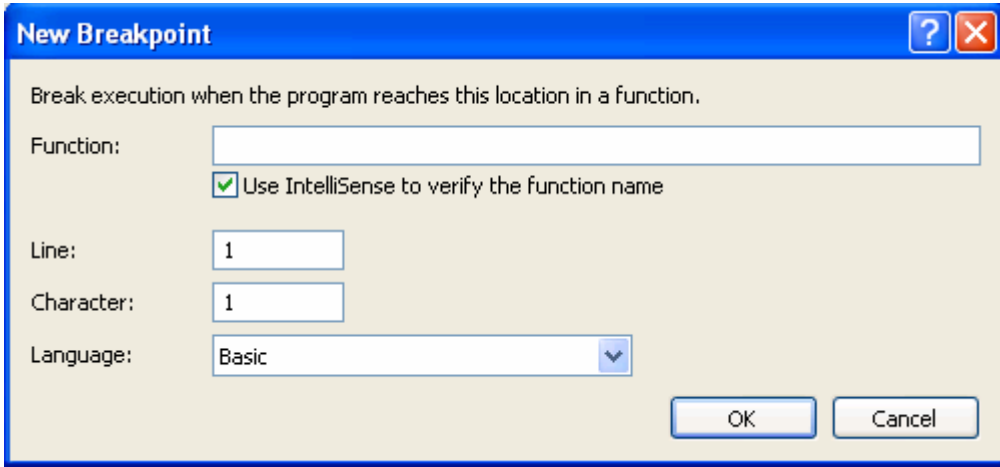 New Breakpoint
Break execution when the program reaches this location in a function.
Function:
Use IntelliSense to verify the function name
Line: 1
Character: 1
Language: Basic
OK Cancel